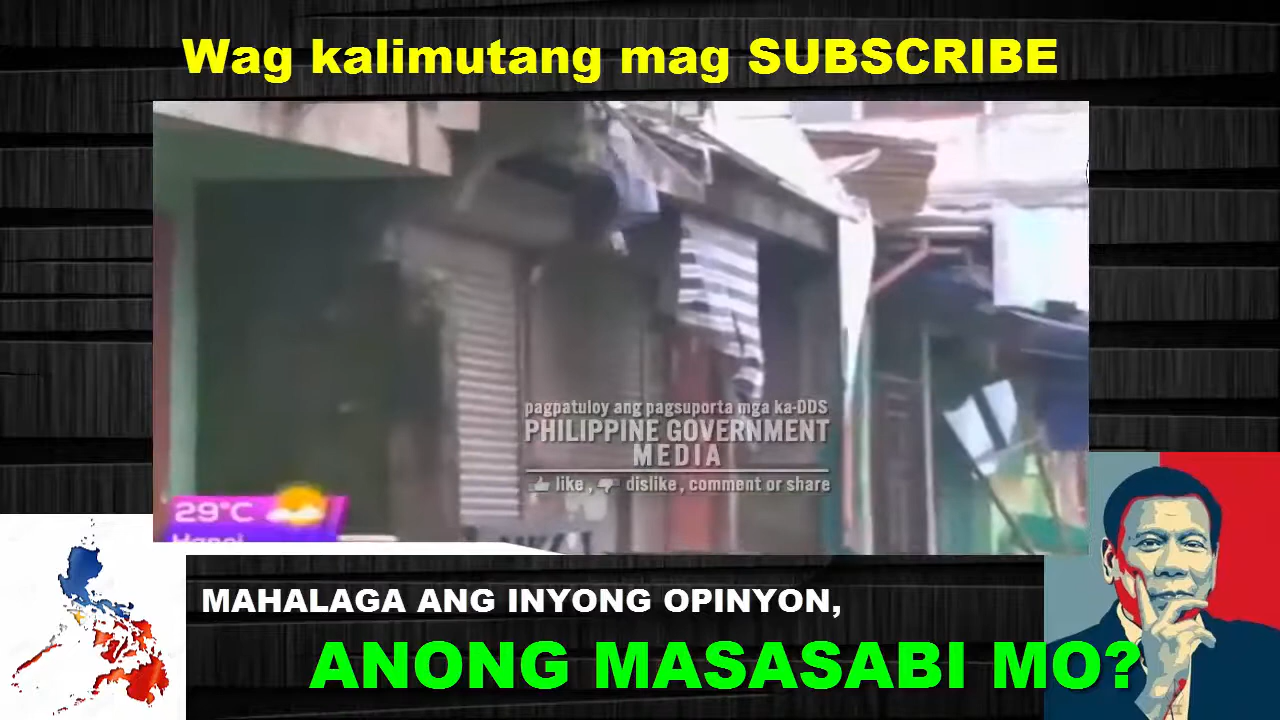 Wag kalimutang mag SUBSCRIBE
pagpatuloy ang pagsuporta mga ka-DDS
PHILIPPINE GOVERNMENT
MEDIA
like , dislike , comment or share
29°C
Hanoi
MAHALAGA ANG INYONG OPINYON,
ANONG MASASABI MO?